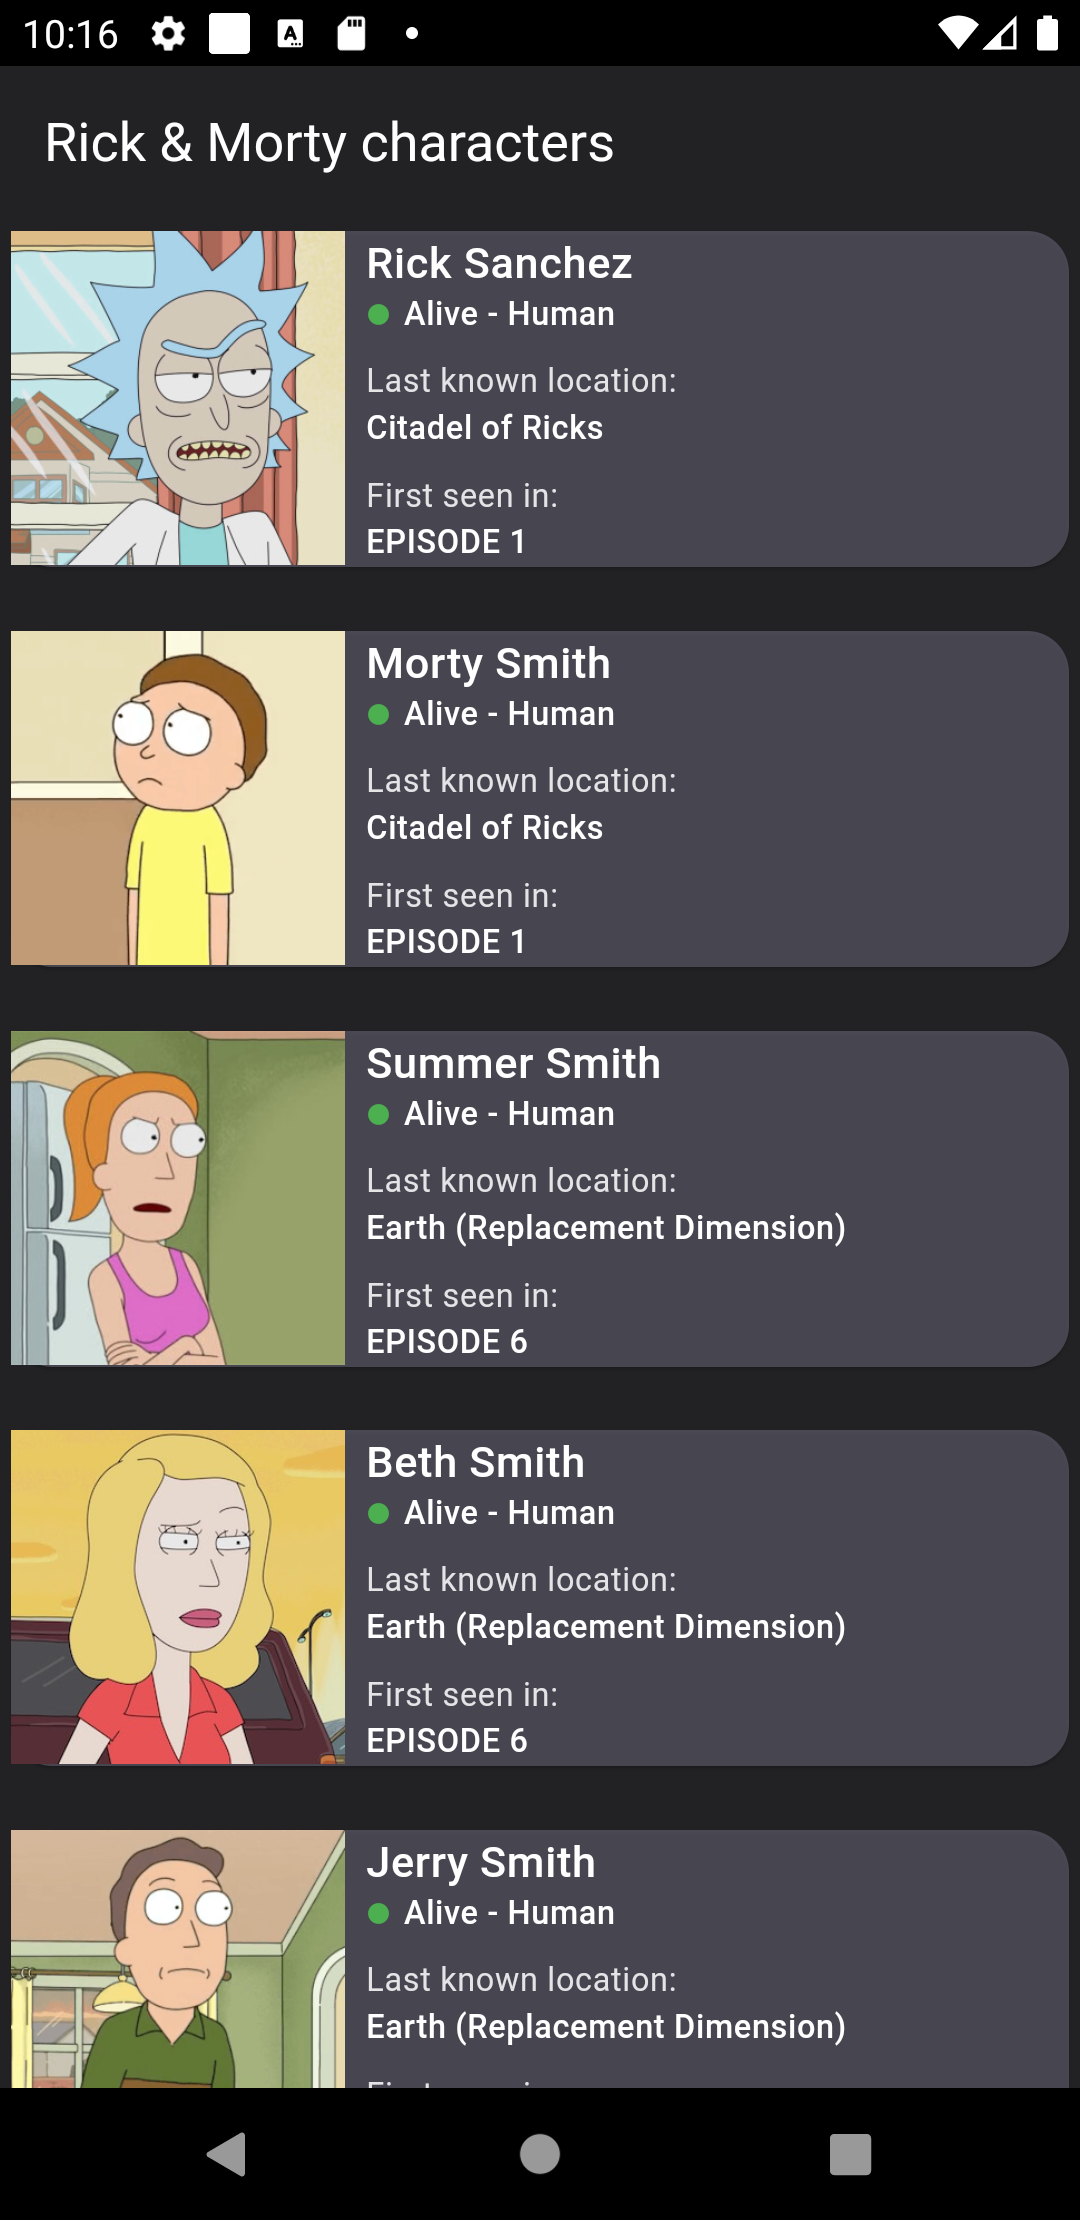 10:16
Rick & Morty characters
Rick Sanchez
Alive - Human
Last known location:
Citadel of Ricks
First seen in:
EPISODE 1
Morty Smith
Alive - Human
Last known location:
Citadel of Ricks
First seen in:
EPISODE 1
Summer Smith
Alive - Human
Last known location:
Earth (Replacement Dimension)
First seen in:
EPISODE 6
Beth Smith
Alive - Human
Last known location:
Earth (Replacement Dimension)
First seen in:
EPISODE 6
Jerry Smith
Alive - Human
Last known location:
Earth (Replacement Dimension)